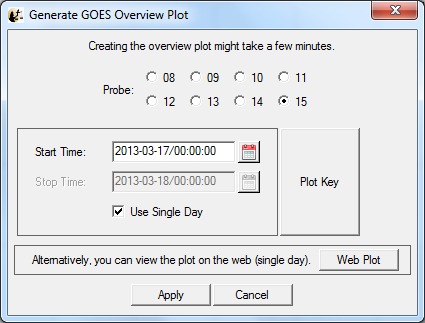 Generate GOES Overview Plot
Creating the overview plot might take a few minutes.
Probe:
08 09 10 11
12 13 14 15
Start Time: 2013-03-17/00:00:00
Stop Time: 2013-03-18/00:00:00
Use Single Day
Plot Key
Alternatively, you can view the plot on the web (single day). Web Plot
Apply Cancel